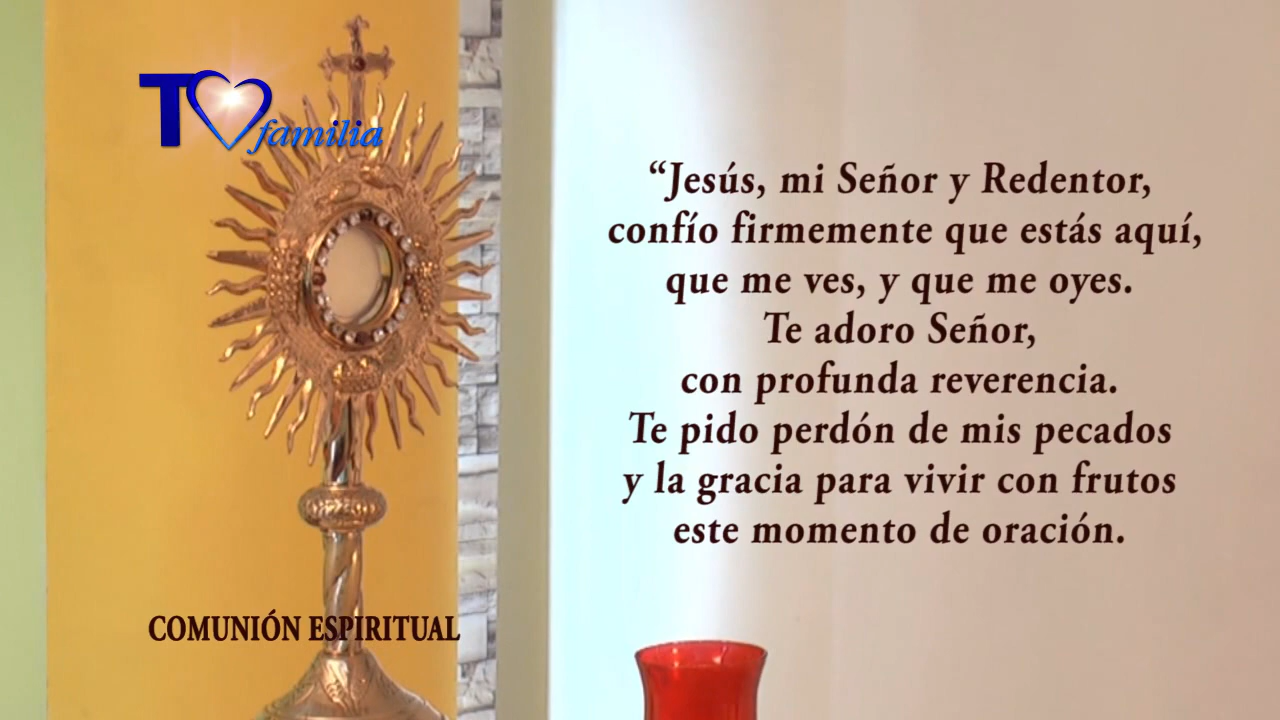 T familia
“Jesús, mi Señor y Redentor,
confío firmemente que estás aquí,
que me ves, y que me oyes.
Te adoro Señor,
con profunda reverencia.
Te pido perdón de mis pecados
y la gracia para vivir con frutos
este momento de oración.
COMUNIÓN ESPIRITUAL